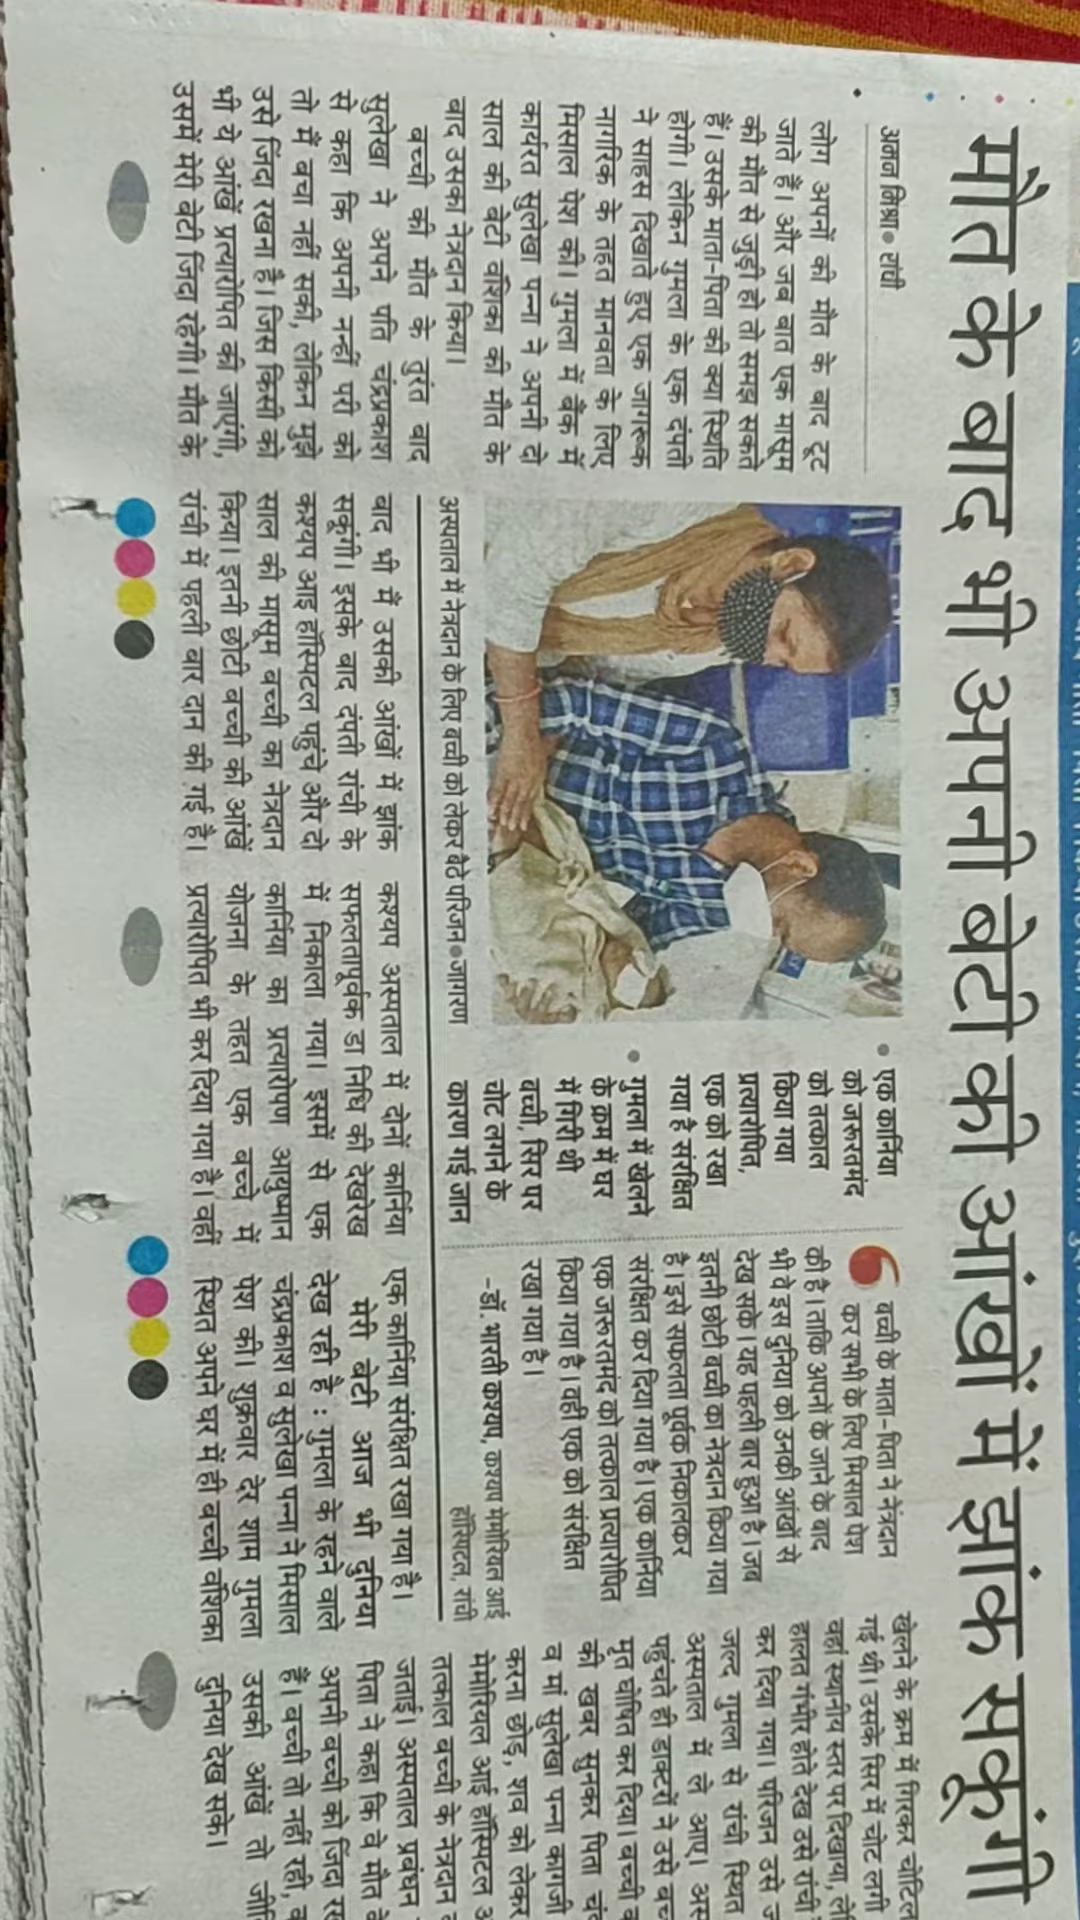 मौत के बाद भी अपनी बेटी की आंखों में झांक सकूंगी
अमन मिश्रा • रांची
लोग अपनों की मौत के बाद टूट
जाते हैं। और जब बात एक मासूम
की मौत से जुड़ी हो तो समझ सकते
हैं। उसके माता-पिता की क्या स्थिति
होगी। लेकिन गुमला के एक दंपती
ने साहस दिखाते हुए एक जागरूक
नागरिक के तहत मानवता के लिए
मिसाल पेश की। गुमला में बैंक में
कार्यरत सुलेखा पन्ना ने अपनी दो
साल की बेटी वंशिका की मौत के
बाद उसका नेत्रदान किया।
बच्ची की मौत के तुरंत बाद
सुलेखा ने अपने पति चंद्रप्रकाश
से कहा कि अपनी नन्हीं परी को
तो मैं बचा नहीं सकी, लेकिन मुझे
उसे जिंदा रखना है। जिस किसी को
भी ये आंखें प्रत्यारोपित की जाएंगी,
उसमें मेरी बेटी जिंदा रहेगी। मौत के
अस्पताल में नेत्रदान के लिए बच्ची को लेकर बैठे परिजन • जागरण
बाद भी मैं उसकी आंखों में झांक
सकूंगी। इसके बाद दंपती रांची के
कश्यप आइ हॉस्पिटल पहुंचे और दो
साल की मासूम बच्ची का नेत्रदान
किया। इतनी छोटी बच्ची की आंखें
रांची में पहली बार दान की गई है।
• एक कार्निया
को जरूरतमंद
को तत्काल
किया गया
प्रत्यारोपित,
एक को रखा
गया है संरक्षित
• गुमला में खेलने
के क्रम में घर
में गिरी थी
बच्ची, सिर पर
चोट लगने के
कारण गई जान
कश्यप अस्पताल में दोनों कार्निया
सफलतापूर्वक डा निधि की देखरेख
में निकाला गया। इसमें से एक
कार्निया का प्रत्यारोपण आयुष्मान
योजना के तहत एक बच्चे में
प्रत्यारोपित भी कर दिया गया है। वहीं
बच्ची के माता-पिता ने नेत्रदान
कर सभी के लिए मिसाल पेश
की है। ताकि अपनों के जाने के बाद
भी वे इस दुनिया को उनकी आंखों से
देख सके। यह पहली बार हुआ है। जब
इतनी छोटी बच्ची का नेत्रदान किया गया
है। इसे सफलता पूर्वक निकालकर
संरक्षित कर दिया गया है। एक कार्निया
एक जरूरतमंद को तत्काल प्रत्यारोपित
किया गया है। वहीं एक को संरक्षित
रखा गया है।
-डॉ. भारती कश्यप, कश्यप मेमोरियल आई
हॉस्पिटल, रांची
एक कार्निया संरक्षित रखा गया है।
मेरी बेटी आज भी दुनिया
देख रही है : गुमला के रहने वाले
चंद्रप्रकाश व सुलेखा पन्ना ने मिसाल
पेश की। शुक्रवार देर शाम गुमला
स्थित अपने घर में ही बच्ची वंशिका
खेलने के क्रम में गिरकर चोटिल
गई थी। उसके सिर में चोट लगी
वहां स्थानीय स्तर पर दिखाया,
हालत गंभीर होते देख उसे रांची
कर दिया गया। परिजन उसे
जल्द गुमला से रांची स्थित
अस्पताल में ले आए।
पहुंचते ही डाक्टरों ने उसे
मृत घोषित कर दिया। बच्ची
की खबर सुनकर पिता
व मां सुलेखा पन्ना कागजी
करना छोड़, शव को लेकर
मेमोरियल आई हॉस्पिटल
तत्काल बच्ची के नेत्रदान
जताई। अस्पताल प्रबंधन
पिता ने कहा कि वे मौत
अपनी बच्ची को जिंदा
हैं। बच्ची तो नहीं रही,
उसकी आंखें तो
दुनिया देख सके।